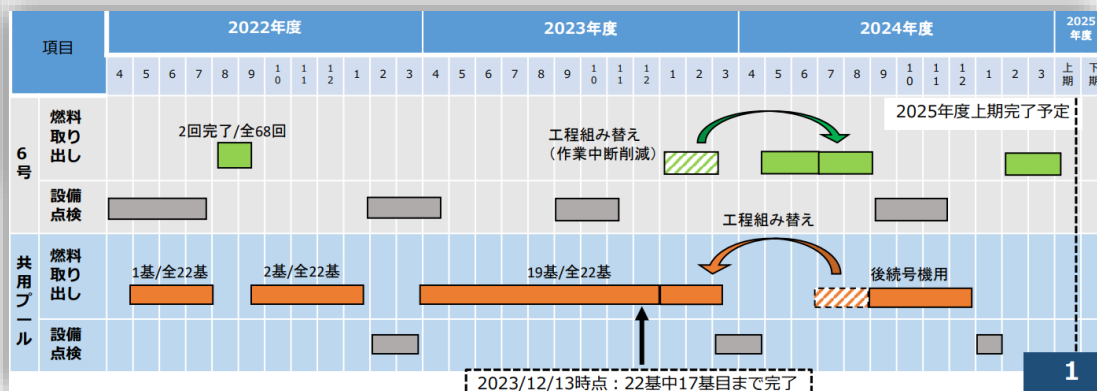 項目
2022年度
2023年度
2024年度
2025
年度
4 5 6 7 8 9 10 11 12 1 2 3 4 5 6 7 8 9 10 11 12 1 2 3 4 5 6 7 8 9 10 11 12 1 2 3 上期 下期
6号
燃料
取り
出し
2回完了/全68回
工程組み替え
（作業中断削減）
2025年度上期完了予定
設備
点検
工程組み替え
共用プール
燃料
取り
出し
1基/全22基
2基/全22基
19基/全22基
後続号機用
設備
点検
2023/12/13時点：22基中17基目まで完了
1